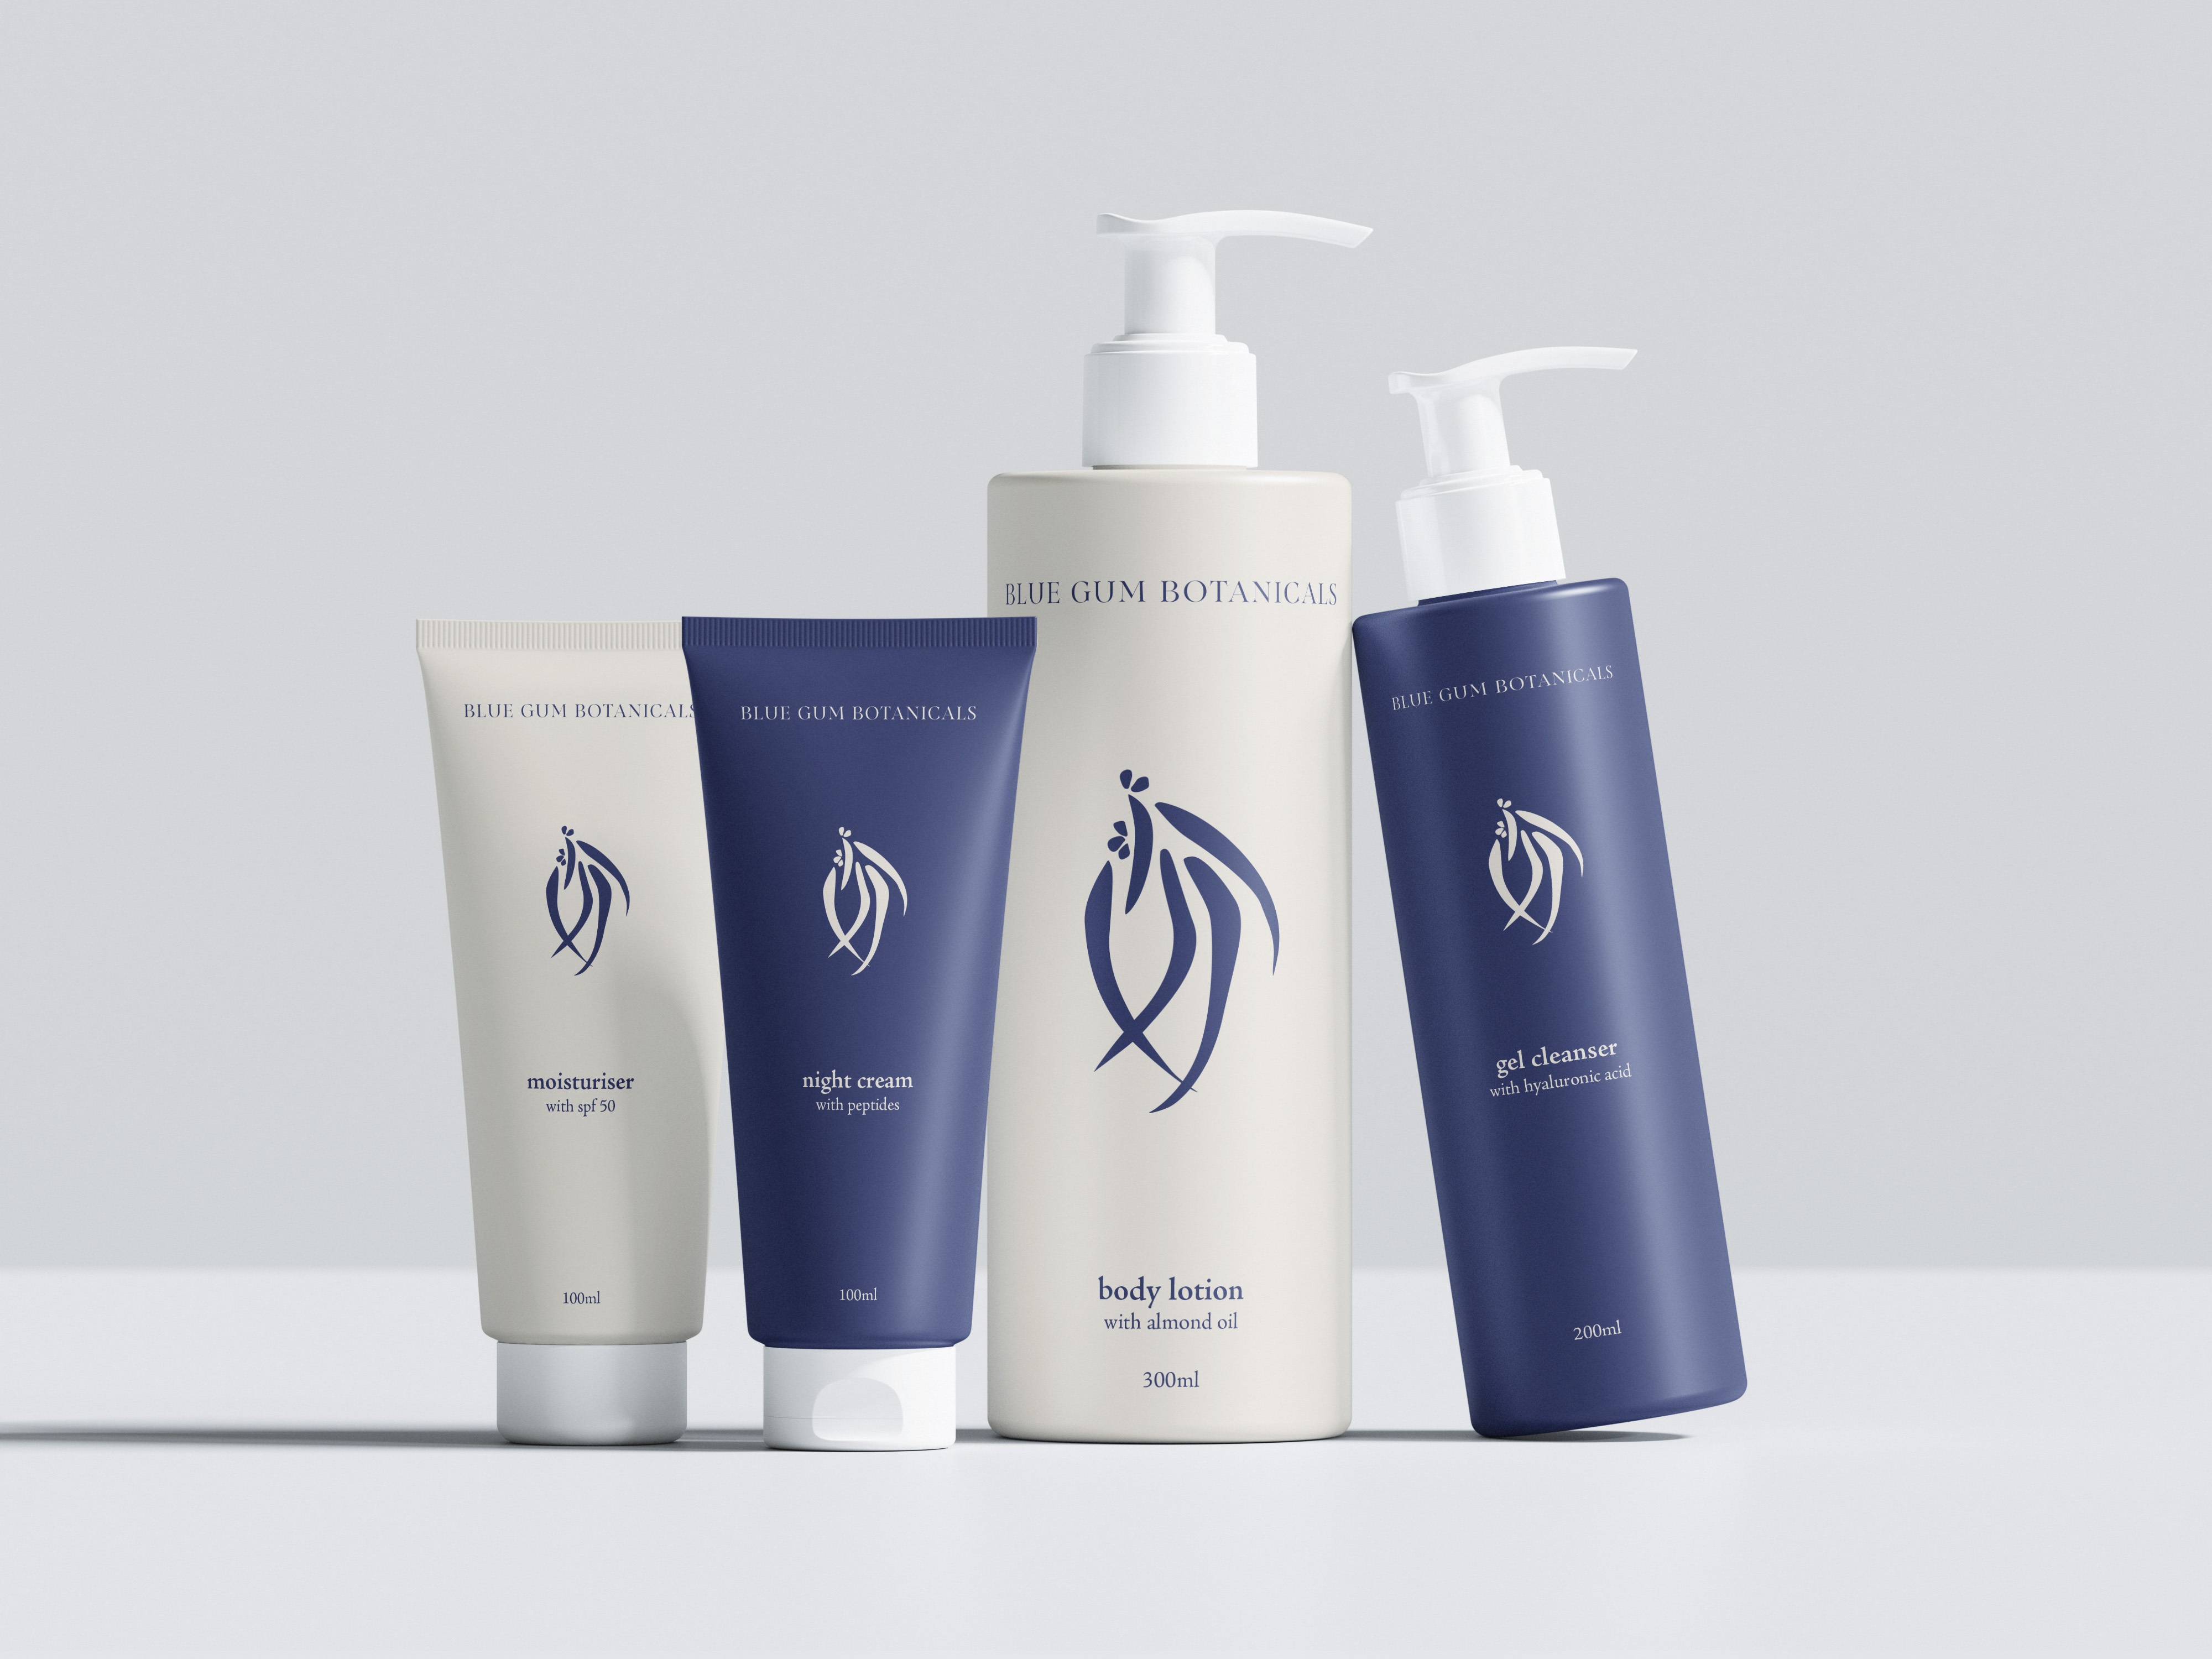 BLUE GUM BOTANICALS
moisturiser
with spf 50
100ml
BLUE GUM BOTANICALS
night cream
with peptides
100ml
BLUE GUM BOTANICALS
body lotion
with almond oil
300ml
BLUE GUM BOTANICALS
gel cleanser
with hyaluronic acid
200ml